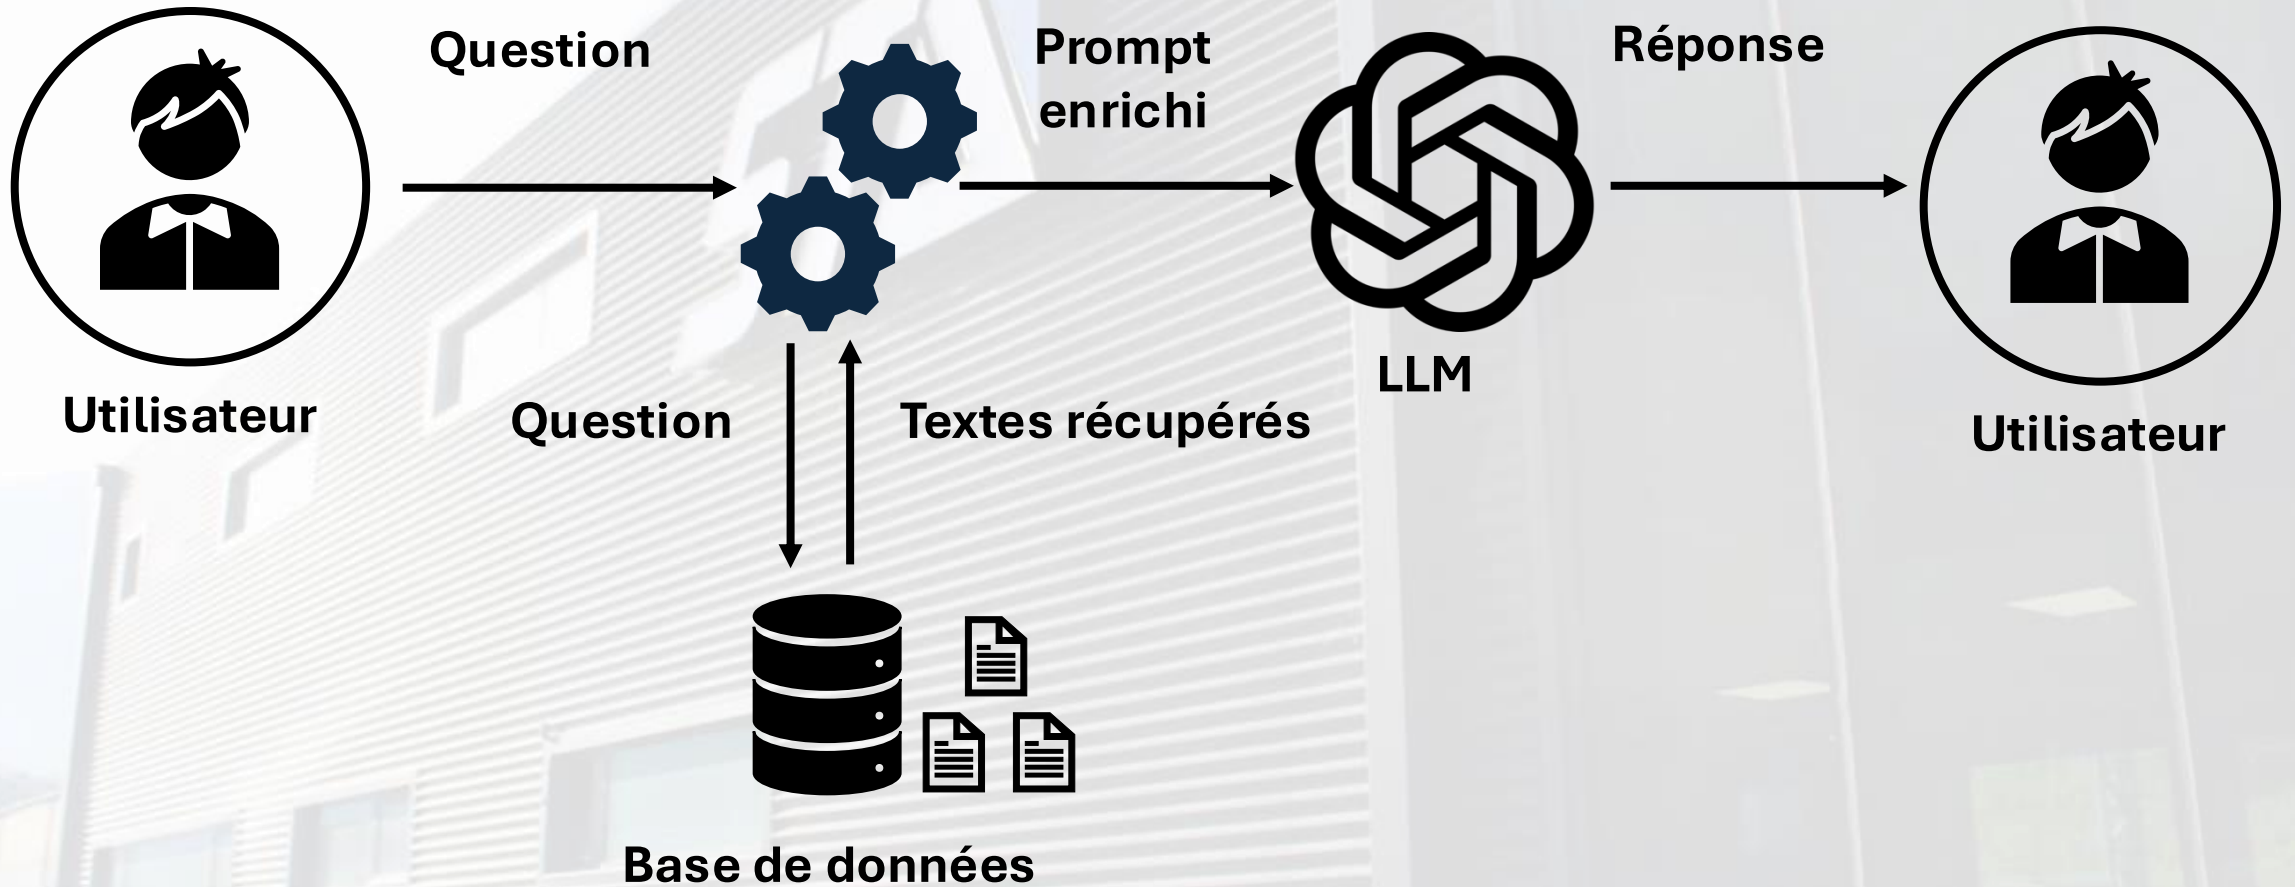 Question
Prompt
enrichi
Réponse
Utilisateur
Question
Textes récupérés
LLM
Utilisateur
Base de données